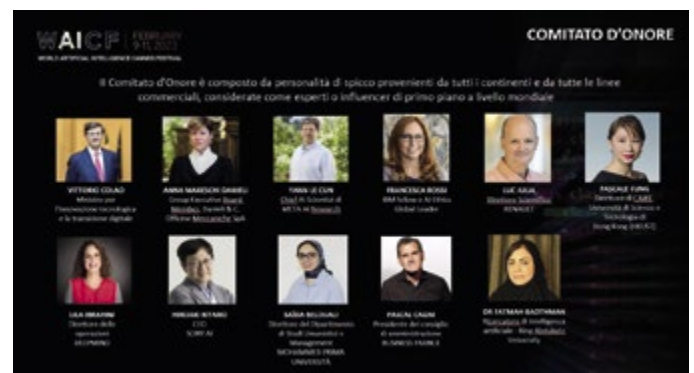 WAICF FEBRUARY
9-11, 2023
WORLD ARTIFICIAL INTELLIGENCE CANNES FESTIVAL
COMITATO D'ONORE
Il Comitato d'Onore è composto da personalità di spicco provenienti da tutti i continenti e da tutte le linee
commerciali, considerate come esperti o influencer di primo piano a livello mondiale
VITTORIO COLAO
Ministro per
l'innovazione tecnologica
e la transizione digitale
ANNA MARESCHI DANIELI
Group Executive Board
Member, Danieli & C.
Officine Meccaniche SpA
YANN LE CUN
Chief AI Scientist di
META AI Research
FRANCESCA ROSSI
IBM fellow e AI Ethics
Global Leader
LUC JULIA
Direttore Scientifico
RENAULT
PASCALE FUNG
Direttore di CAiRE
Università di Scienza e
Tecnologia di
Hong Kong (HKUST)
LILA IBRAHIM
Direttore delle
operazioni
DEEPMIND
HIROAKI KITANO
CEO
SONY AI
Direttore del Dipartimento
di Studi Umanistici e
Management
MOHAMMED PRIMA
UNIVERSITÀ
PASCAL CAGNI
Presidente del consiglio
di amministrazione
BUSINESS FRANCE
DR FATMAH BAOTHMAN
Ricercatore di intelligenza
artificiale - King Abdulaziz
University